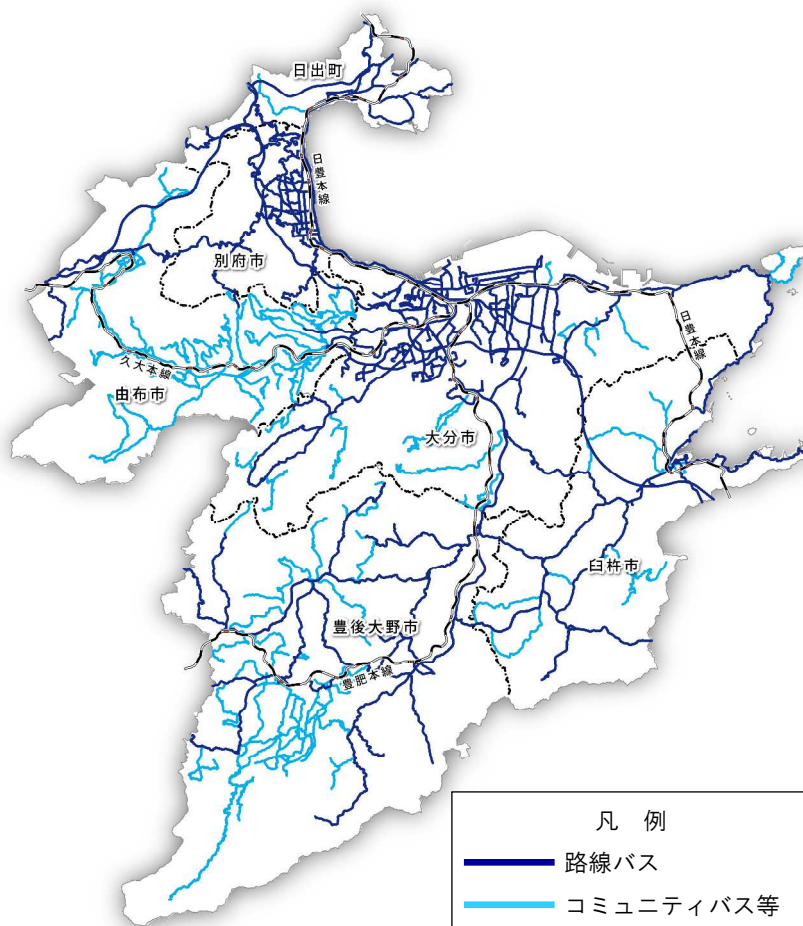 日出町
日豊本線
別府市
日豊本線
久大本線
由布市
大分市
臼杵市
豊後大野市
豊肥本線
凡 例
路線バス
コミュニティバス等